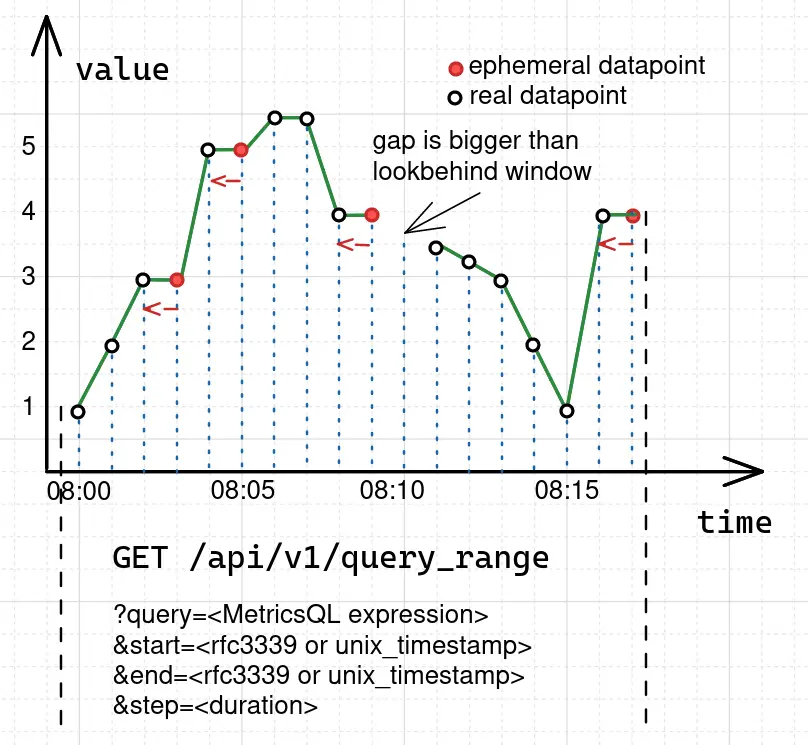 value
ephemeral datapoint
real datapoint
gap is bigger than
lookbehind window
5
4
3
2
1
08:00 08:05 08:10 08:15
time
GET /api/v1/query_range
?query=<MetricsQL expression>
&start=<rfc3339 or unix_timestamp>
&end=<rfc3339 or unix_timestamp>
&step=<duration>